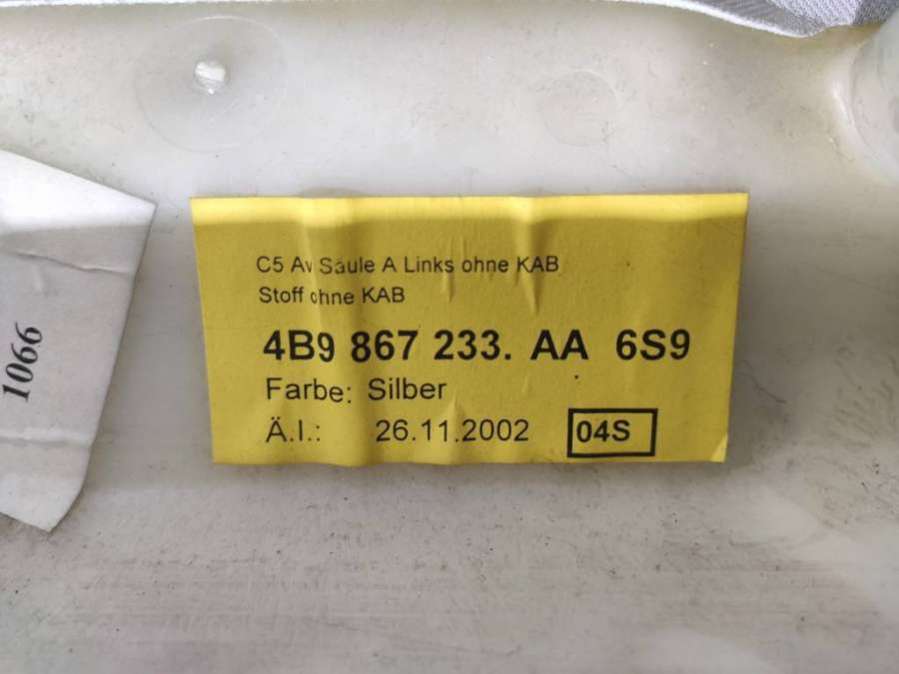 C5 Av Säule A Links ohne KAB
Stoff ohne KAB
4B9 867 233. AA 6S9
Farbe: Silber
Ä.I.: 26.11.2002 04S
1066